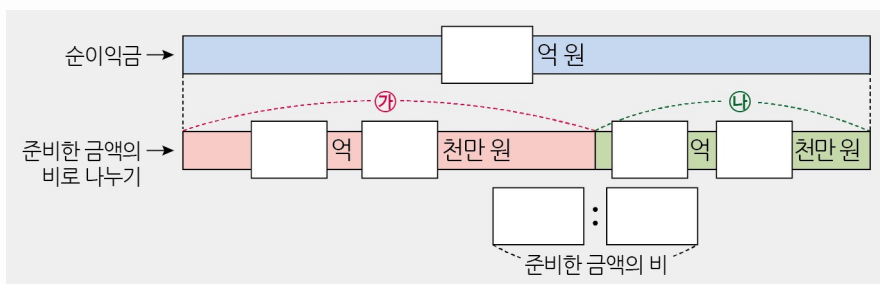 순이익금 → 억 원
㉮ ㉯
준비한 금액의 → 억 천만 원 억 천만 원
비로 나누기
:
준비한 금액의 비